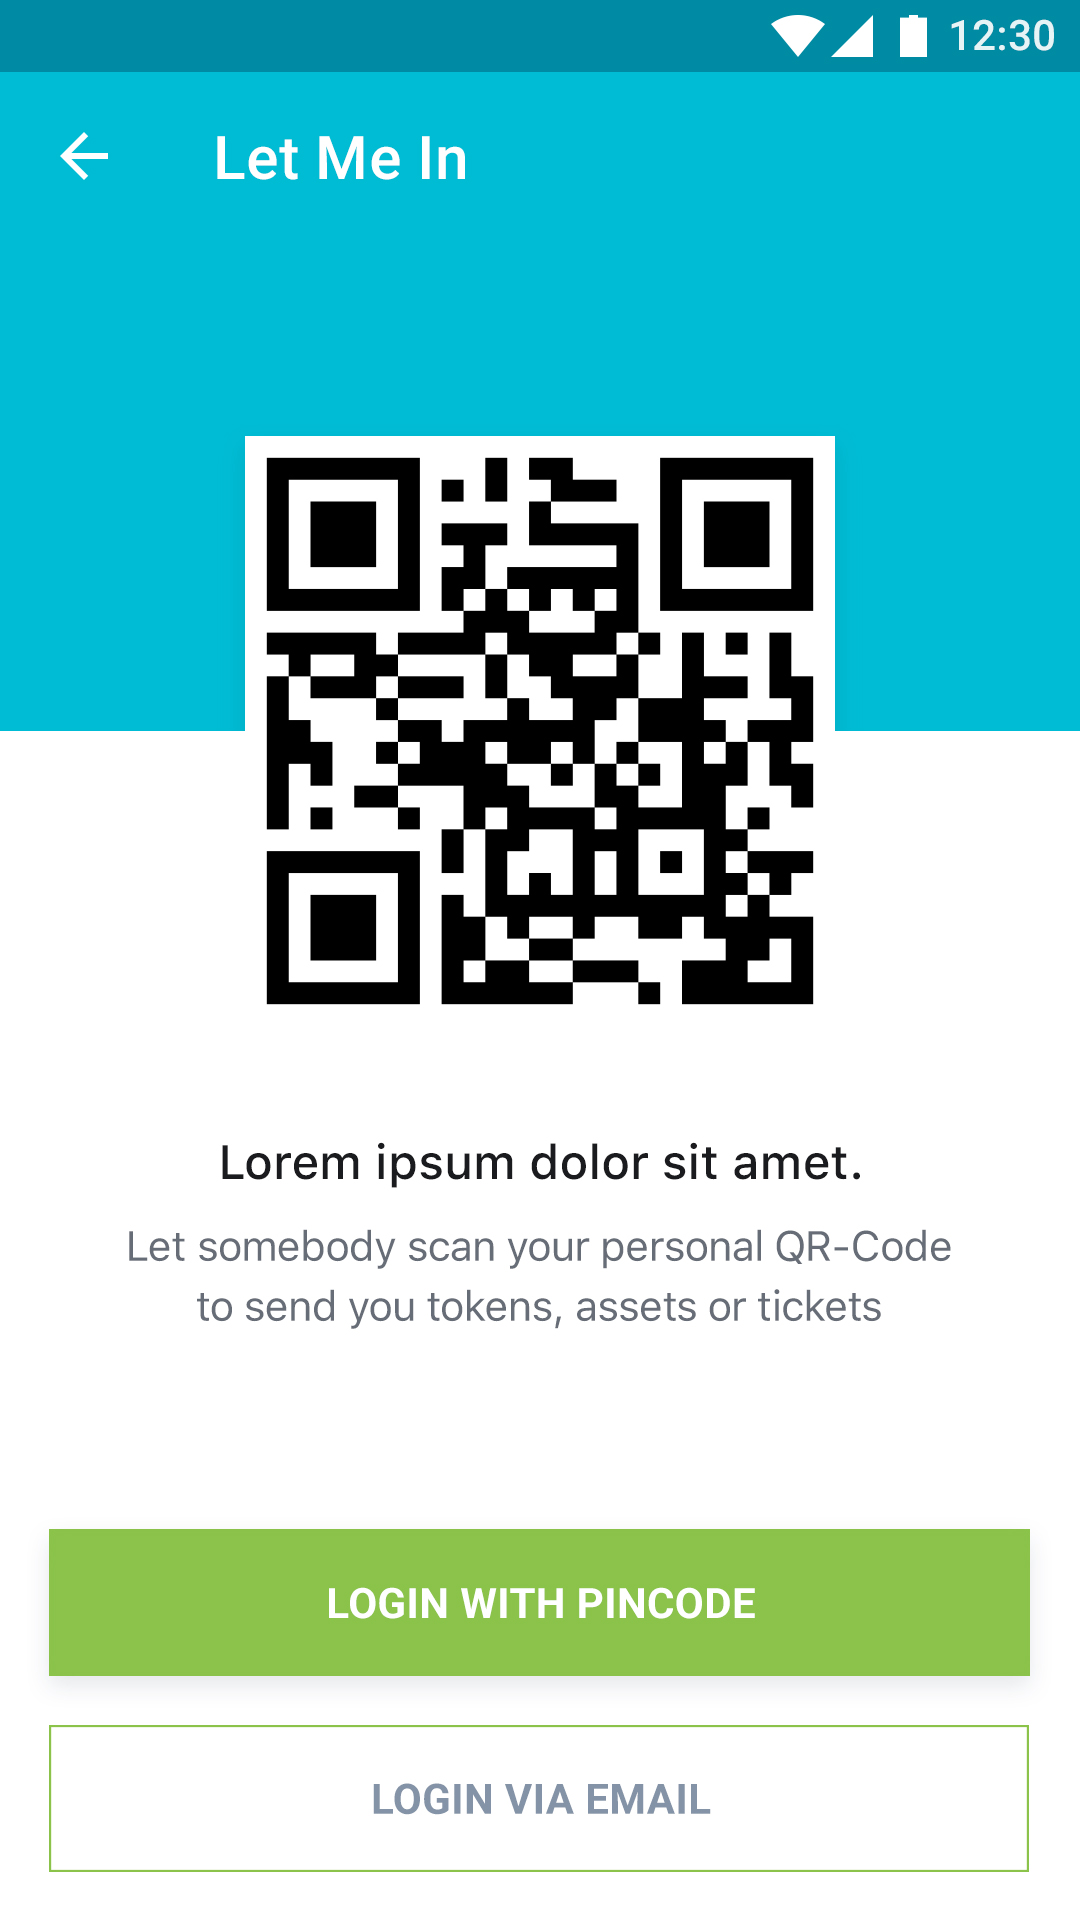 12:30
Let Me In
Lorem ipsum dolor sit amet.
Let somebody scan your personal QR-Code
to send you tokens, assets or tickets
LOGIN WITH PINCODE
LOGIN VIA EMAIL